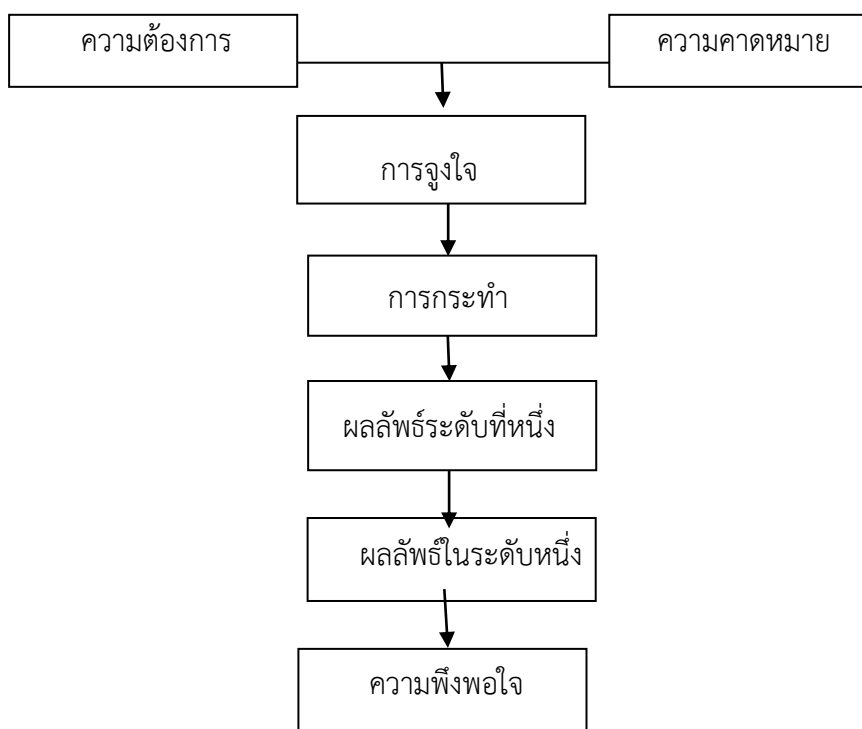 ความต้องการ
ความคาดหมาย
การจูงใจ
การกระทำ
ผลลัพธ์ระดับที่หนึ่ง
ผลลัพธ์ในระดับหนึ่ง
ความพึงพอใจ